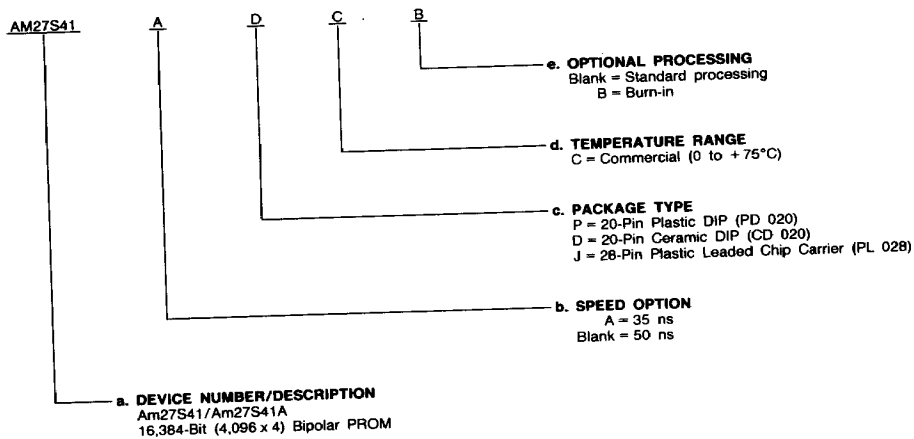 AM27S41 A D C B
e. OPTIONAL PROCESSING
Blank = Standard processing
B = Burn-in
d. TEMPERATURE RANGE
C = Commercial (0 to +75°C)
c. PACKAGE TYPE
P = 20-Pin Plastic DIP (PD 020)
D = 20-Pin Ceramic DIP (CD 020)
J = 28-Pin Plastic Leaded Chip Carrier (PL 028)
b. SPEED OPTION
A = 35 ns
Blank = 50 ns
a. DEVICE NUMBER/DESCRIPTION
Am27S41/Am27S41A
16,384-Bit (4,096 x 4) Bipolar PROM